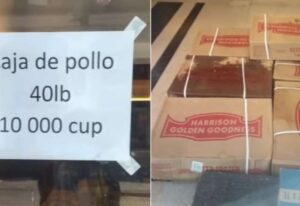 aja de pollo
40lb
10 000 cup
HARRISON
GOLDEN GOODNESS